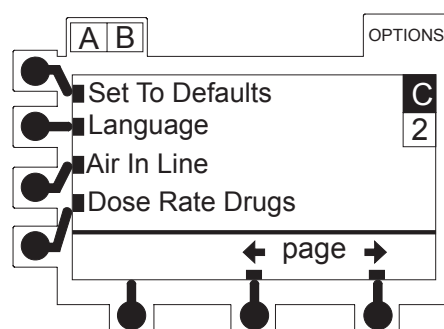 A B
OPTIONS
Set To Defaults
C
Language
2
Air In Line
Dose Rate Drugs
page